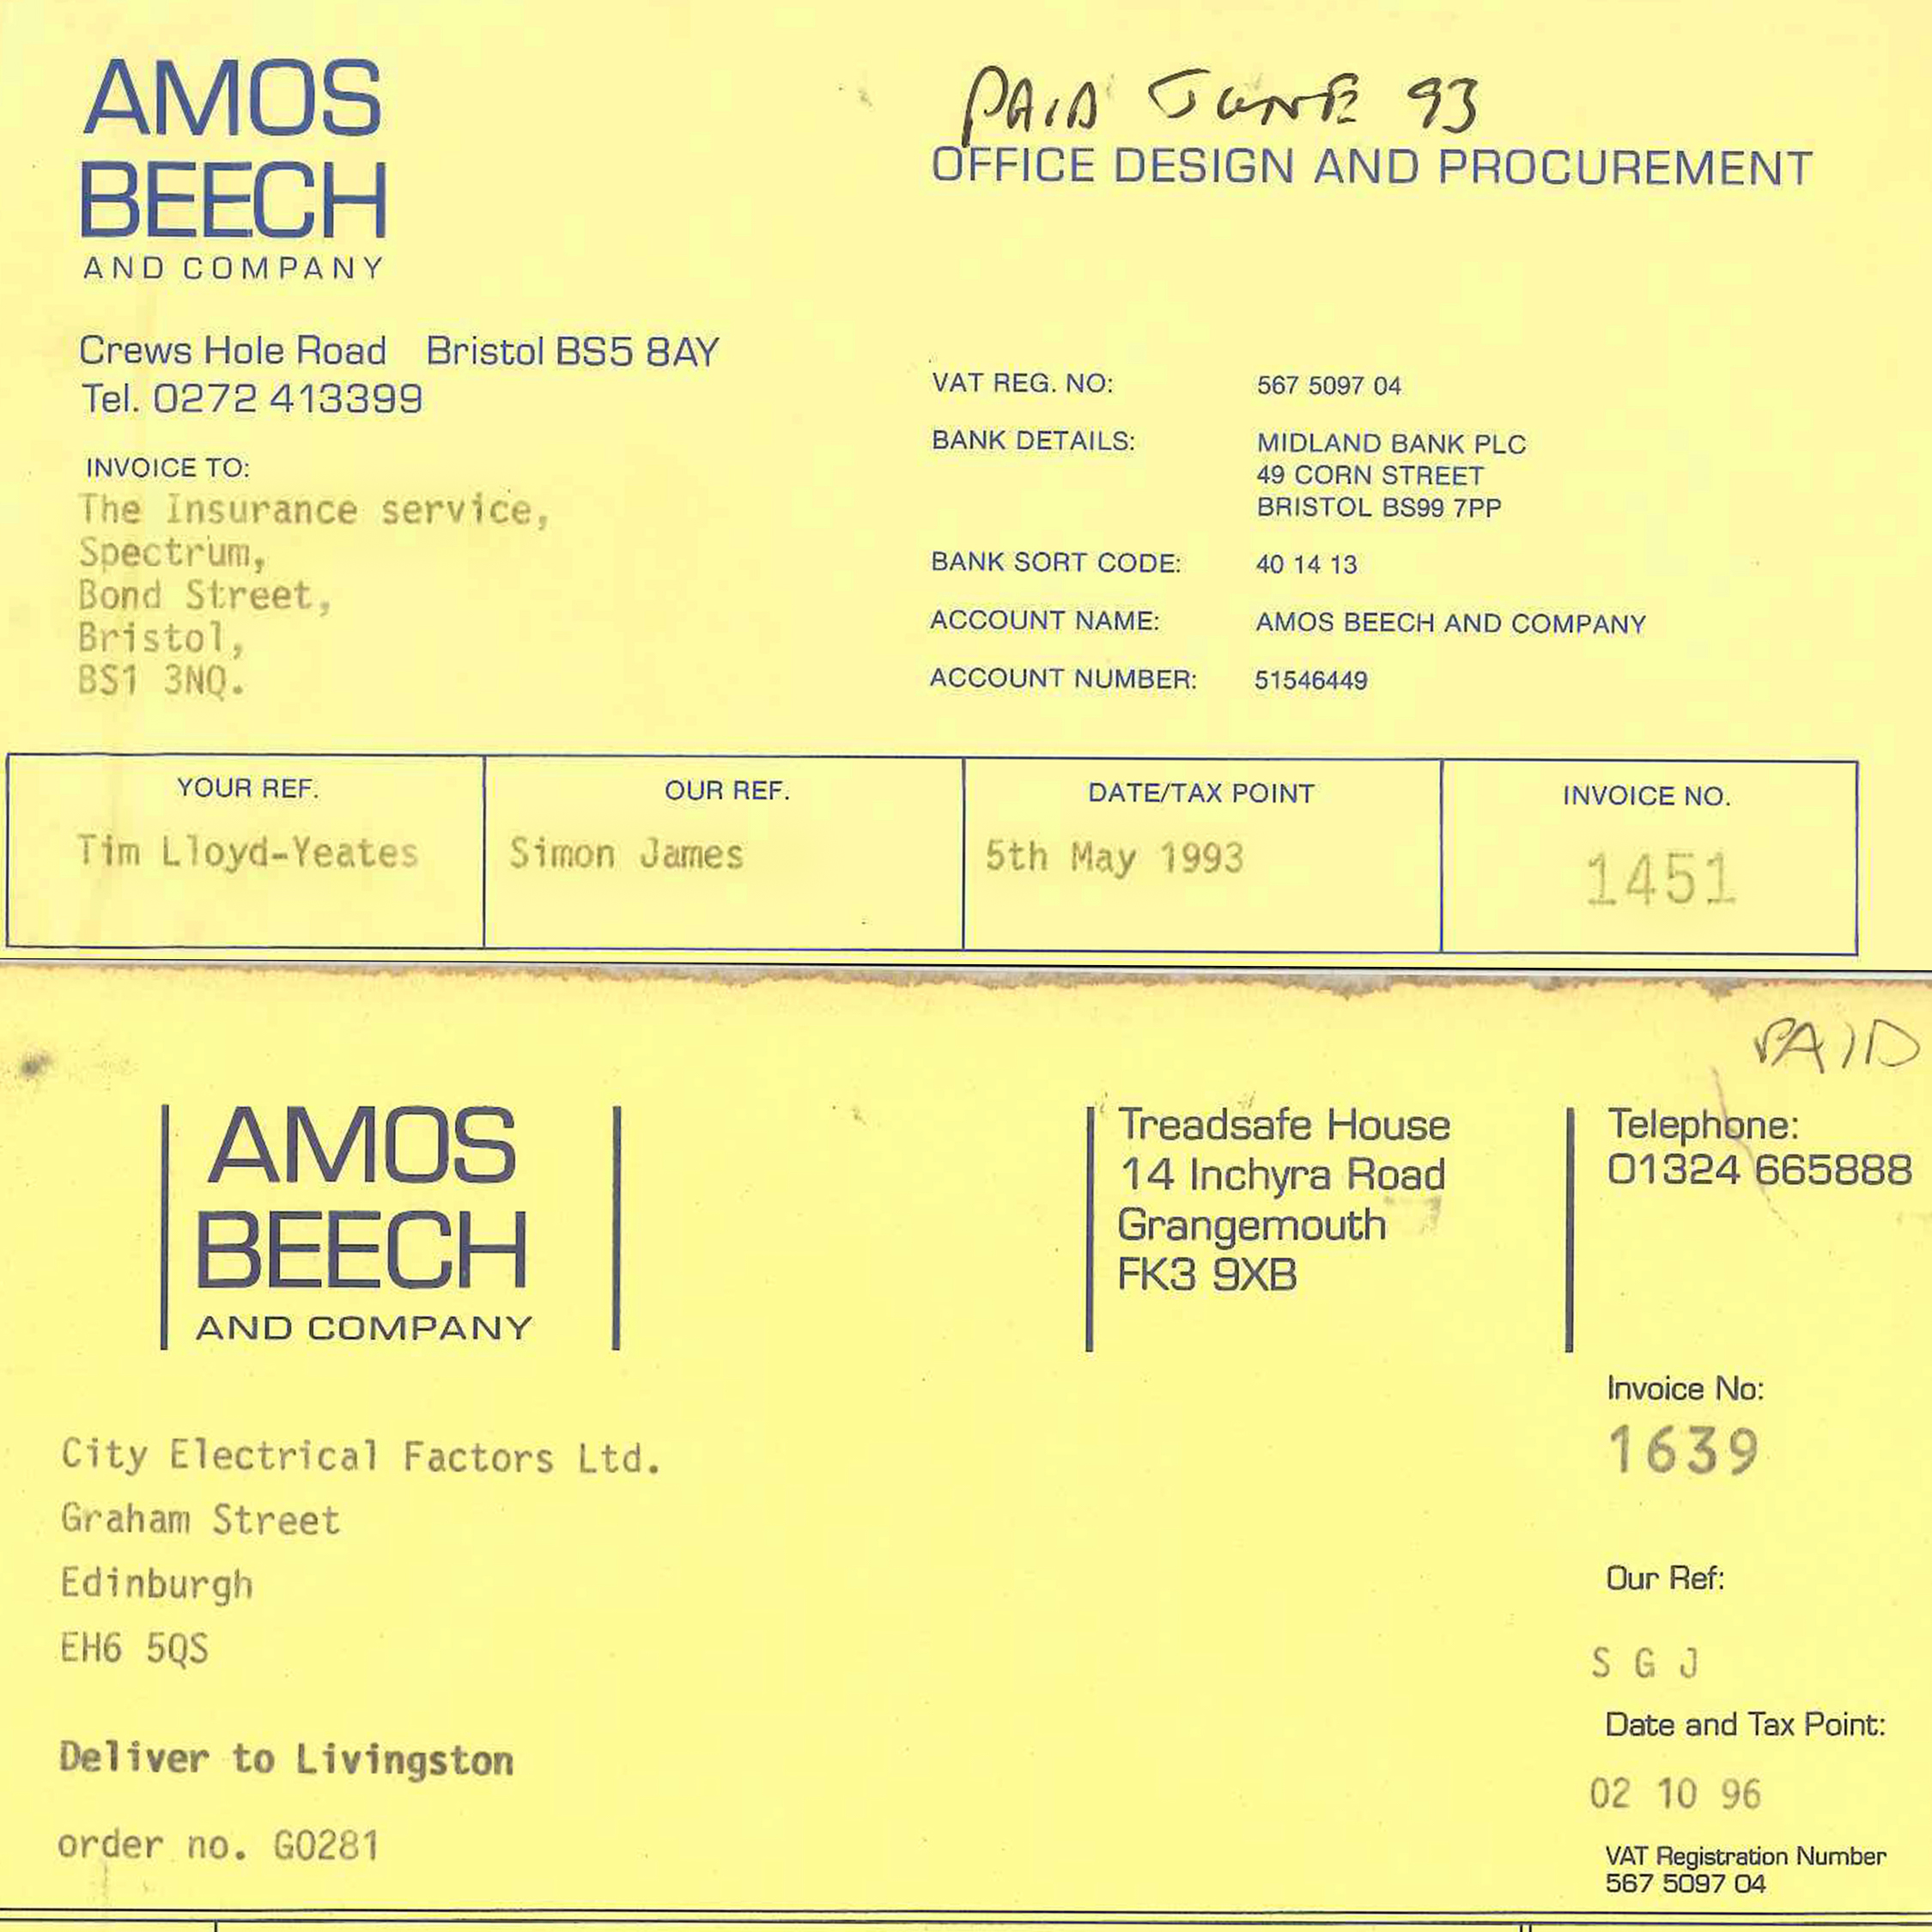 AMOS
BEECH
AND COMPANY
PAID JUNE 93
OFFICE DESIGN AND PROCUREMENT
Crews Hole Road Bristol BS5 8AY
Tel. 0272 413399
VAT REG. NO: 567 5097 04
BANK DETAILS: MIDLAND BANK PLC
49 CORN STREET
BRISTOL BS99 7PP
BANK SORT CODE: 40 14 13
ACCOUNT NAME: AMOS BEECH AND COMPANY
ACCOUNT NUMBER: 51546449
INVOICE TO:
The Insurance service,
Spectrum,
Bond Street,
Bristol,
BS1 3NQ.
YOUR REF. OUR REF. DATE/TAX POINT INVOICE NO.
Tim Lloyd-Yeates Simon James 5th May 1993 1451
PAID
AMOS
BEECH
AND COMPANY
Treadsafe House
14 Inchyra Road
Grangemouth
FK3 9XB
Telephone:
01324 665888
Invoice No:
1639
City Electrical Factors Ltd.
Graham Street
Edinburgh
EH6 5QS
Our Ref:
S G J
Deliver to Livingston
order no. G0281
Date and Tax Point:
02 10 96
VAT Registration Number
567 5097 04